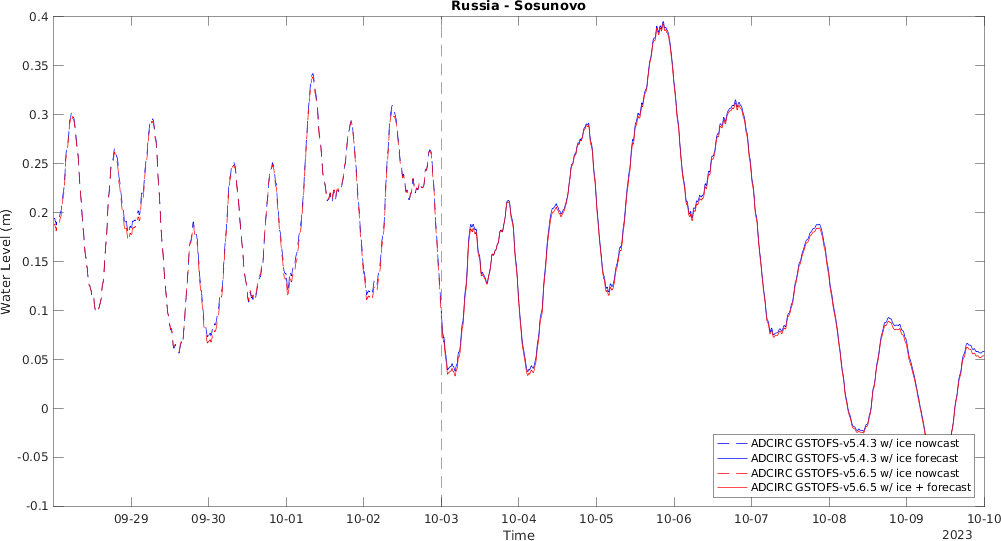 Russia - Sosunovo
0.4
0.35
0.3
0.25
0.2
0.15
0.1
0.05
0
-0.05
-0.1
Water Level (m)
09-29 09-30 10-01 10-02 10-03 10-04 10-05 10-06 10-07 10-08 10-09 10-10
2023
Time
ADCIRC GSTOFS-v5.4.3 w/ ice nowcast
ADCIRC GSTOFS-v5.4.3 w/ ice forecast
ADCIRC GSTOFS-v5.6.5 w/ ice nowcast
ADCIRC GSTOFS-v5.6.5 w/ ice + forecast